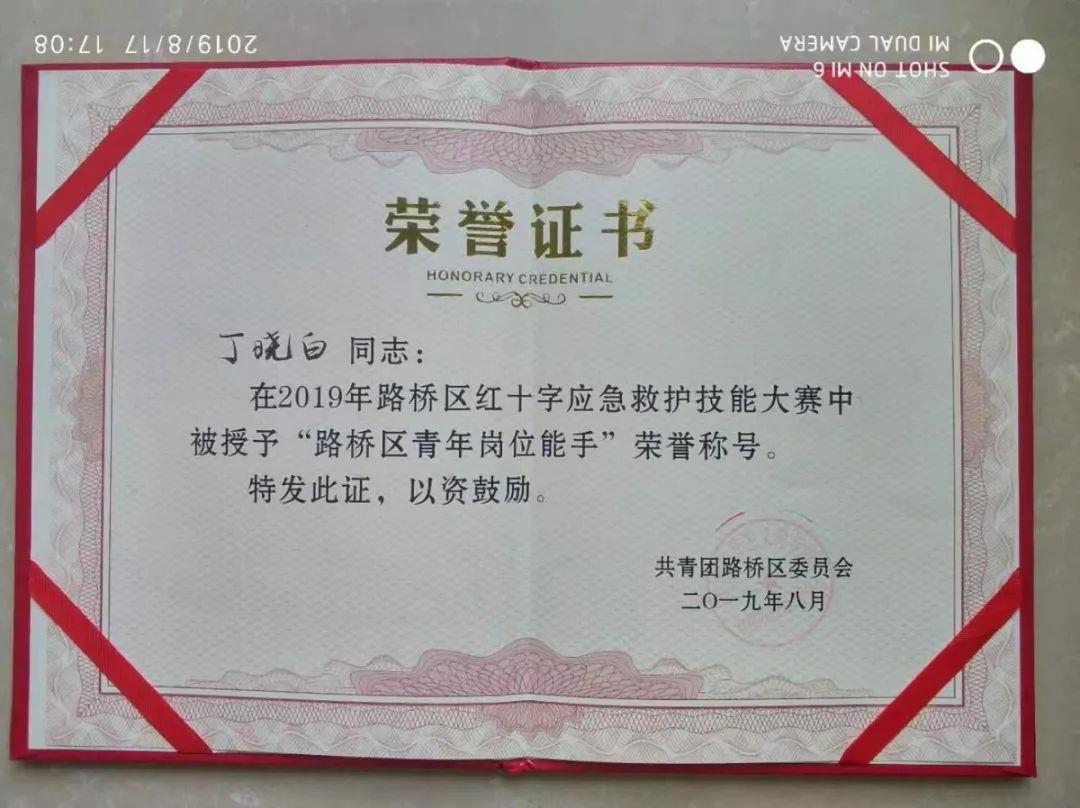 2019/8/17 17:08
SHOT ON MI 6
MI DUAL CAMERA
荣誉证书
HONORARY CREDENTIAL
丁晓白 同志：
在2019年路桥区红十字应急救护技能大赛中
被授予“路桥区青年岗位能手”荣誉称号。
特发此证，以资鼓励。
共青团路桥区委员会
二〇一九年八月